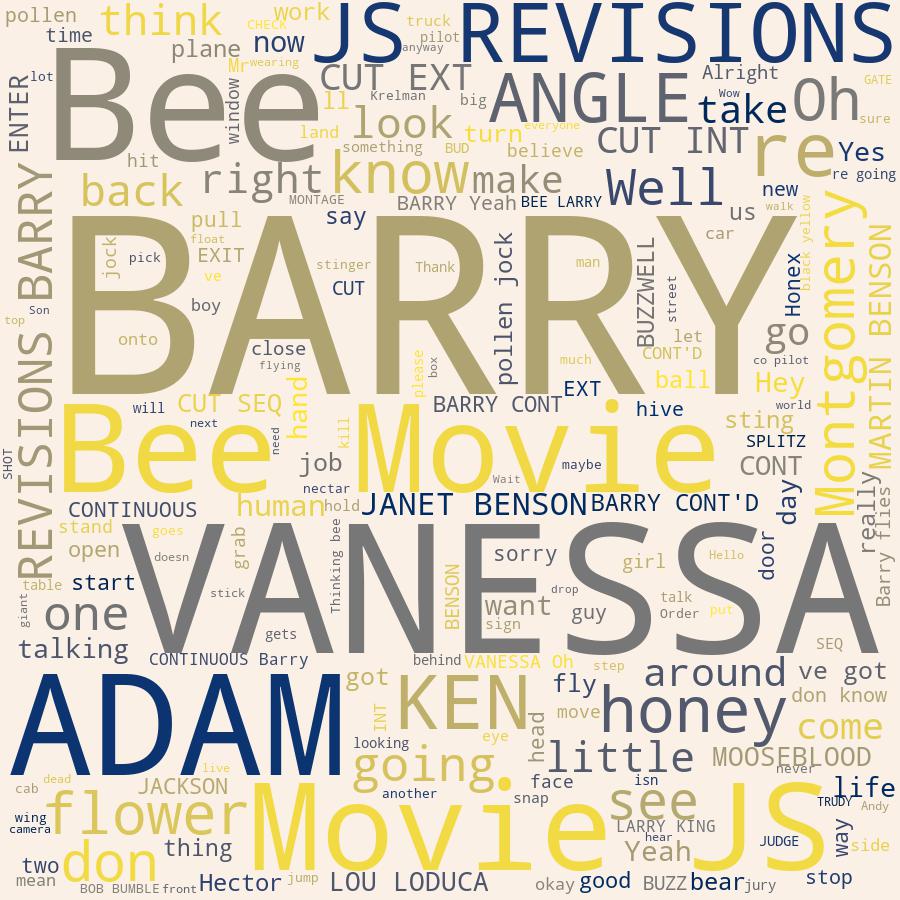 pollen
think
work
CHECK
truck
JS REVISIONS
time
plane
now
pilot
anyway
Mr
wearing
Bee
lot
CUT EXT
ANGLE
Alright
GATE
ENTER
window
ll
Krelman
big
Wow
take
Oh
sure
land
look
turn
everyone
CUT INT
re
Yes
something
BUD
believe
hit
right
know
make
Well
new
re going
back
MONTAGE
BARRY Yeah
BEE LARRY
us
walk
say
pull
car
black yellow
Montgomery
float
EXIT
jock
pick
stinger
Thank
pollen jock
man
BUZZWELL
street
Honex
MARTIN BENSON
BARRY
ve
CUT
boy
Son
top
onto
close
flying
please
box
much
let
CONT'D
go
co pilot
REVISIONS BARRY
hand
EXT
ball
Hey
world
will
CUT SEQ
BARRY CONT
hive
next
need
kill
Bee Movie
sting
SPLITZ
SHOT
job
Wait
maybe
CONT
nectar
CONTINUOUS
human
hold
JANET BENSON
BARRY CONT'D
day
really
Barry flies
stand
goes
open
doesn
grab
Thinking bee
sorry
girl
Hello
door
VANESSA
table
start
giant
one
stick
BENSON
want
drop
guy
talk
Order
put
sign
gets
talking
CONTINUOUS Barry
behind
VANESSA Oh
step
SEQ
around
ve got
ADAM
got
KEN
fly
honey
don know
INT
move
come
looking
eye
head
going
little
MOOSEBLOOD
never
live
dead
cab
JACKSON
another
face
isn
snap
see
life
TRUDY
Andy
flower
Movie JS
wing
camera
LARRY KING
hear
JUDGE
way
side
two
don
thing
Yeah
mean
BOB BUMBLE
front
Hector
jump
LOU LODUCA
okay
good
BUZZ
bear
jury
stop